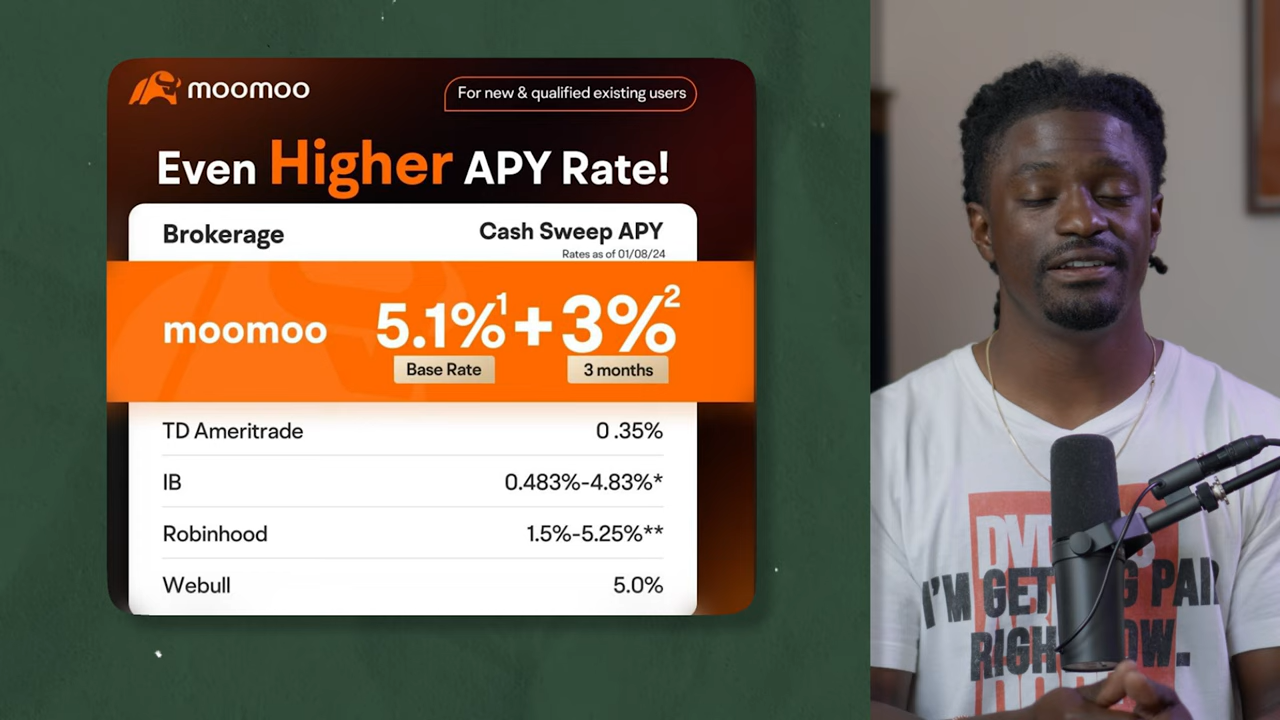 moomoo
For new & qualified existing users
Even Higher APY Rate!
Brokerage
Cash Sweep APY
Rates as of 01/08/24
moomoo
5.1%¹+3%²
Base Rate
3 months
TD Ameritrade
0.35%
IB
0.483%-4.83%*
Robinhood
1.5%-5.25%**
Webull
5.0%
I'M
PAI